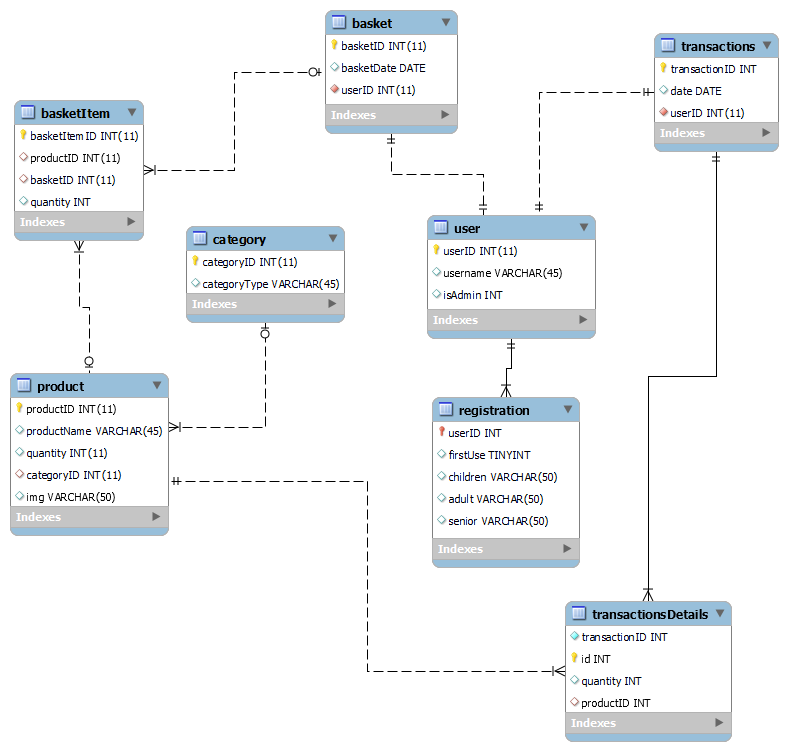 basket
basketID INT(11)
basketDate DATE
userID INT(11)
Indexes
transactions
transactionID INT
date DATE
userID INT(11)
Indexes
basketItem
basketItemID INT(11)
productID INT(11)
basketID INT(11)
quantity INT
Indexes
category
categoryID INT(11)
categoryType VARCHAR(45)
Indexes
user
userID INT(11)
username VARCHAR(45)
isAdmin INT
Indexes
product
productID INT(11)
productName VARCHAR(45)
quantity INT(11)
categoryID INT(11)
img VARCHAR(50)
Indexes
registration
userID INT
firstUse TINYINT
children VARCHAR(50)
adult VARCHAR(50)
senior VARCHAR(50)
Indexes
transactionsDetails
transactionID INT
id INT
quantity INT
productID INT
Indexes